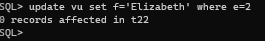 SQL> update vu set f='Elizabeth' where e=2
0 records affected in t22
SQL>